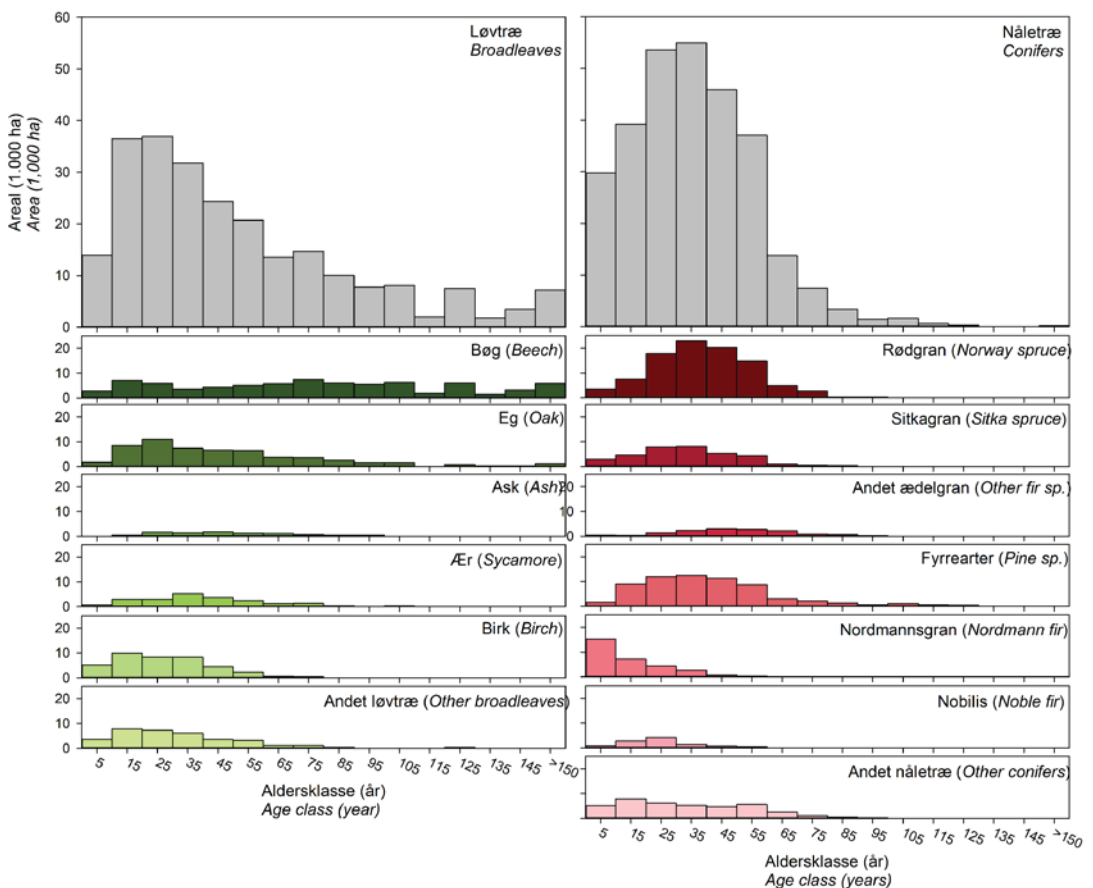 Areal (1.000 ha)
Area (1,000 ha)
60
50
40
30
20
10
0
Løvtræ
Broadleaves
20
10
0
Bøg (Beech)
20
10
0
Eg (Oak)
20
10
0
Ask (Ash)
20
10
0
Ær (Sycamore)
20
10
0
Birk (Birch)
20
10
0
Andet løvtræ (Other broadleaves)
5 15 25 35 45 55 65 75 85 95 105 115 125 135 145 >150
Aldersklasse (år)
Age class (year)
Nåletræ
Conifers
Rødgran (Norway spruce)
Sitkagran (Sitka spruce)
20
10
0
Andet ædelgran (Other fir sp.)
Fyrrearter (Pine sp.)
Nordmannsgran (Nordmann fir)
Nobilis (Noble fir)
Andet nåletræ (Other conifers)
5 15 25 35 45 55 65 75 85 95 105 115 125 135 145 >150
Aldersklasse (år)
Age class (years)